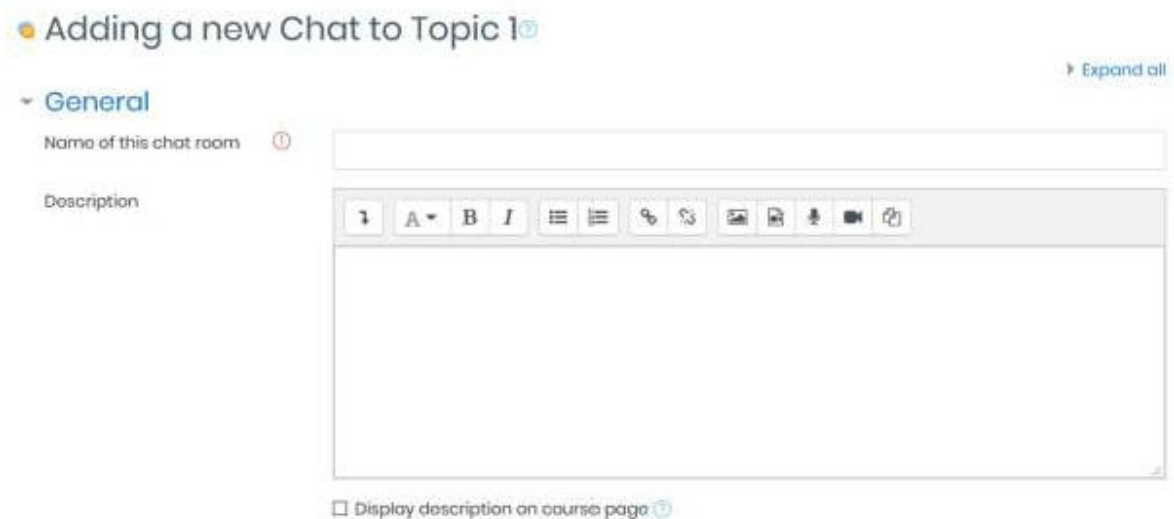 Adding a new Chat to Topic 1
Expand all
General
Name of this chat room
Description
A B I
Display description on course page